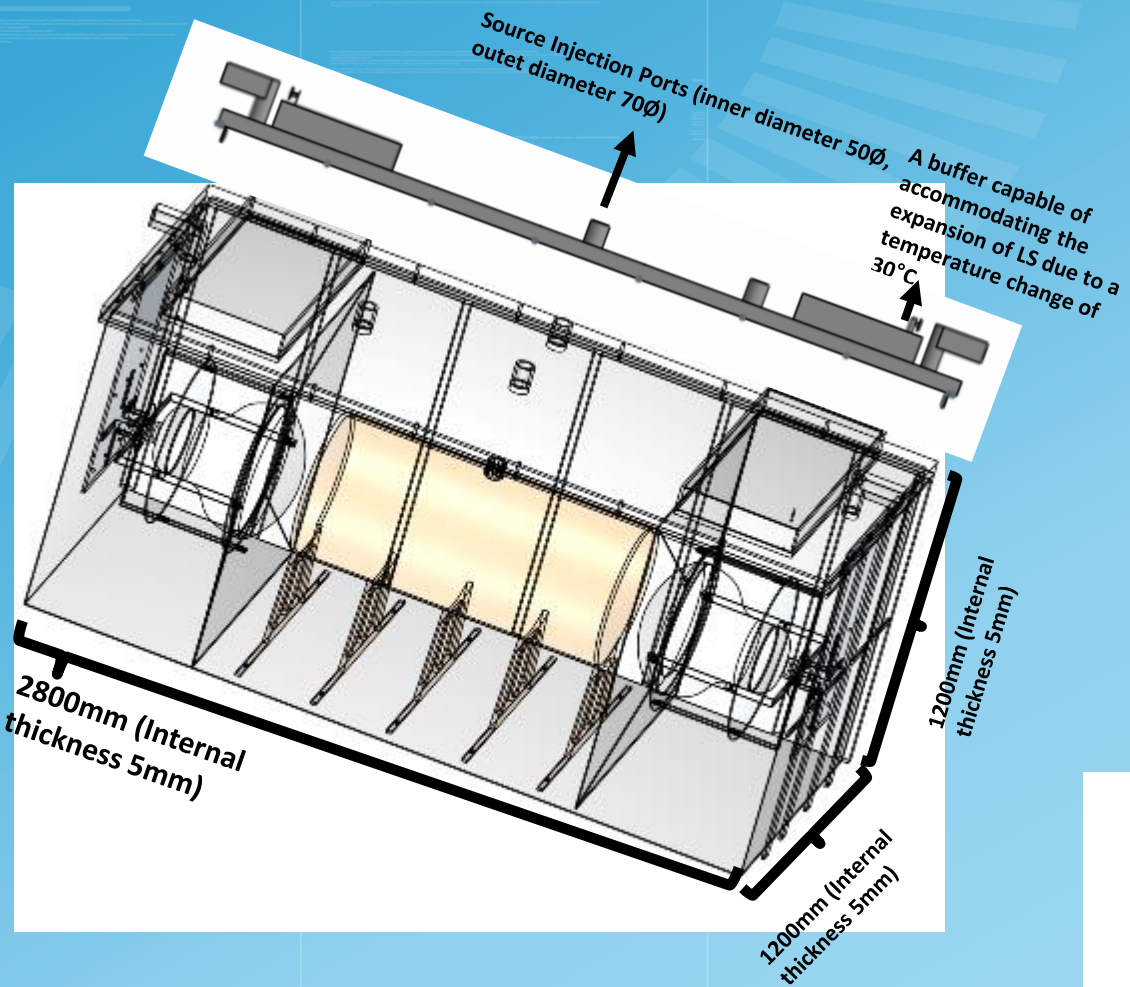 Source Injection Ports (inner diameter 50Ø,
outet diameter 70Ø)
A buffer capable of
accommodating the
expansion of LS due to a
temperature change of
30°C
2800mm (Internal
thickness 5mm)
1200mm (Internal
thickness 5mm)
1200mm (Internal
thickness 5mm)